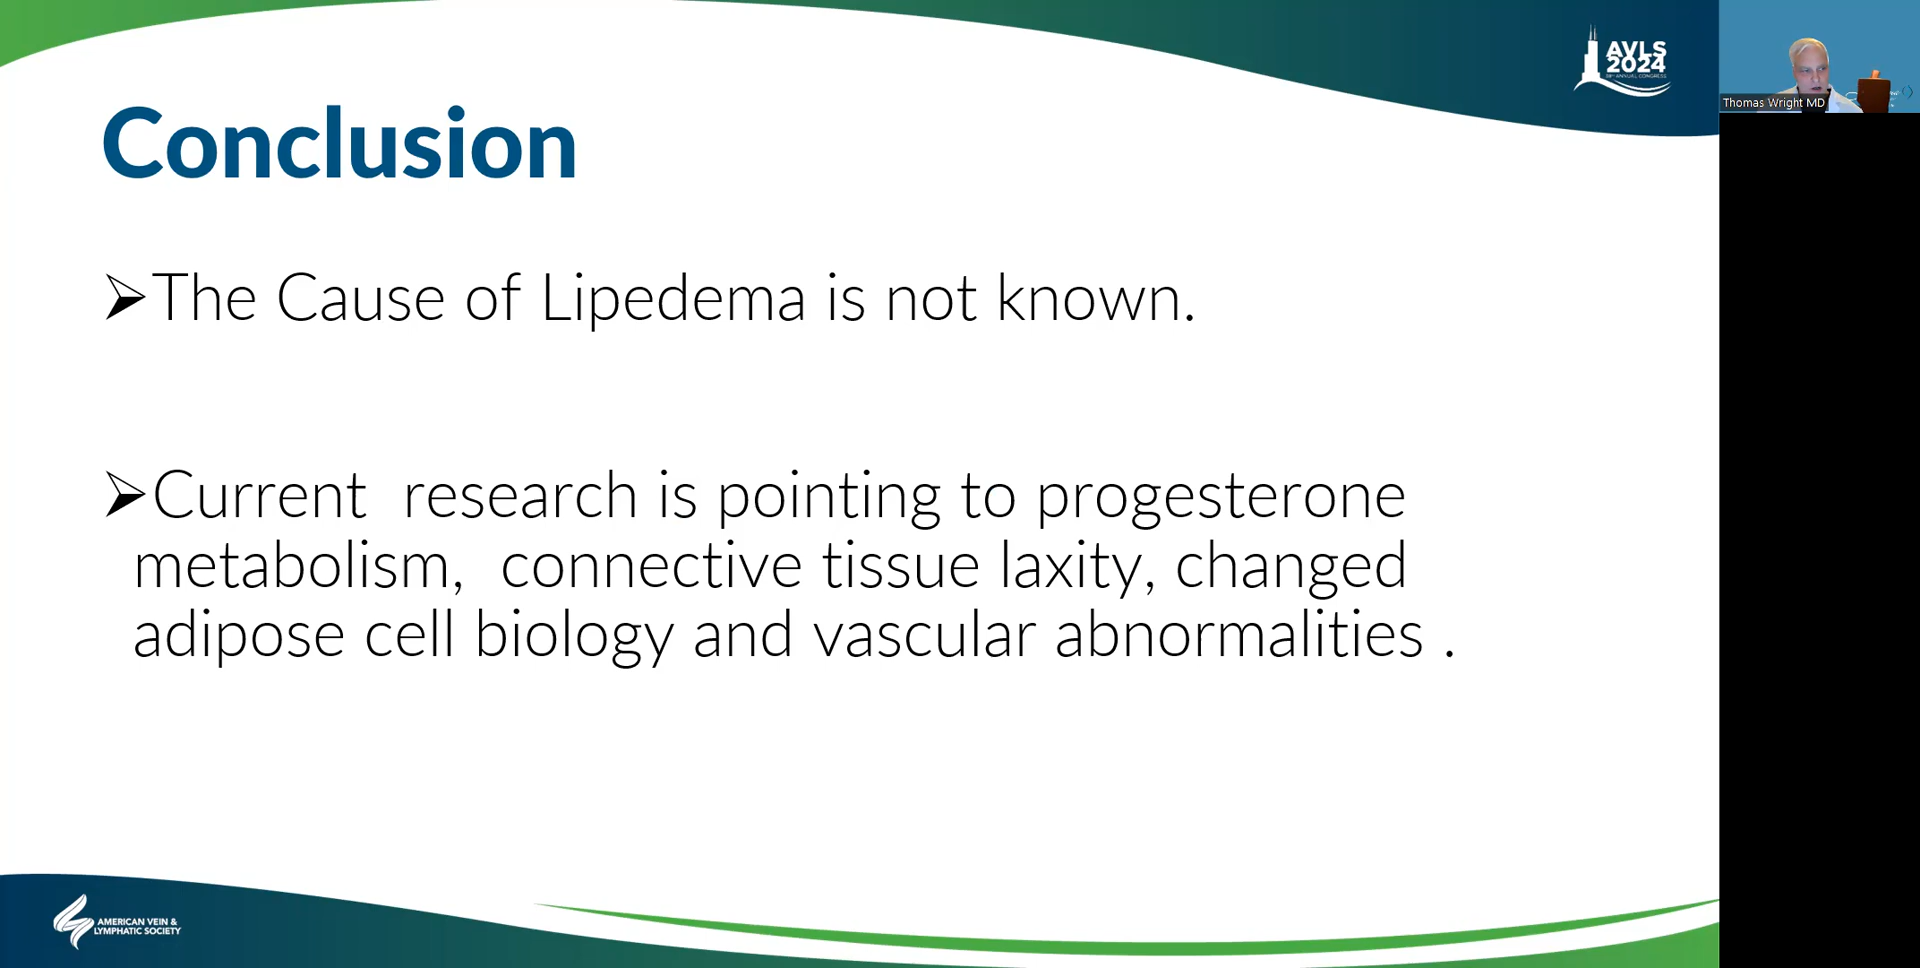 AVLS
2024
Thomas Wright MD
Conclusion
➢The Cause of Lipedema is not known.
➢Current research is pointing to progesterone
metabolism, connective tissue laxity, changed
adipose cell biology and vascular abnormalities .
AMERICAN VEIN &
LYMPHATIC SOCIETY